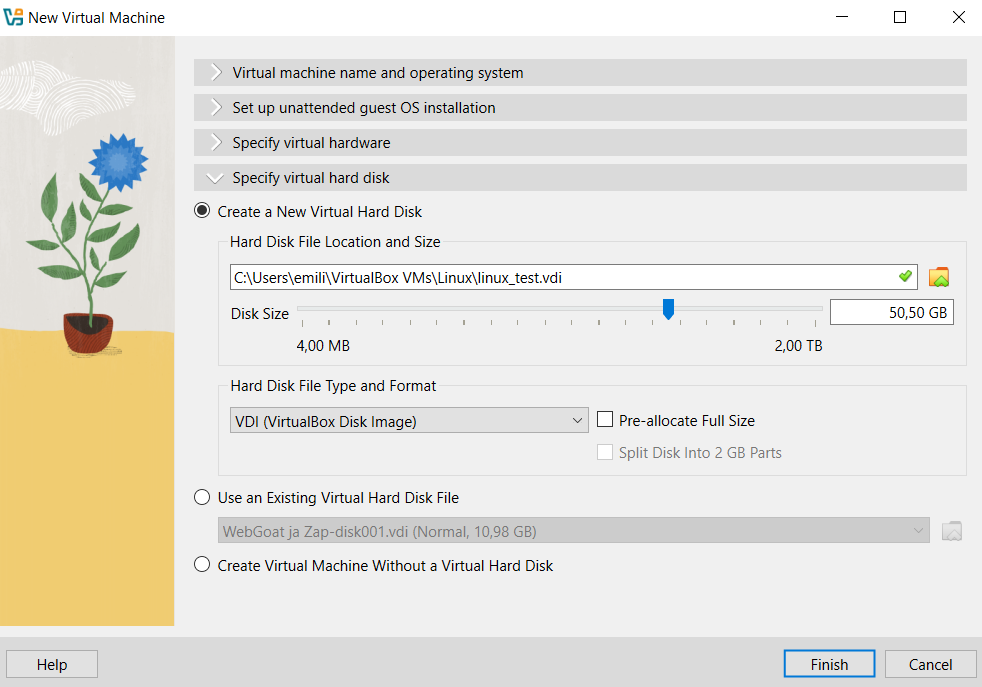 New Virtual Machine
Virtual machine name and operating system
Set up unattended guest OS installation
Specify virtual hardware
Specify virtual hard disk
Create a New Virtual Hard Disk
Hard Disk File Location and Size
C:\Users\emili\VirtualBox VMs\Linux\linux_test.vdi
Disk Size
50,50 GB
4,00 MB
2,00 TB
Hard Disk File Type and Format
VDI (VirtualBox Disk Image)
Pre-allocate Full Size
Split Disk Into 2 GB Parts
Use an Existing Virtual Hard Disk File
WebGoat ja Zap-disk001.vdi (Normal, 10,98 GB)
Create Virtual Machine Without a Virtual Hard Disk
Help
Finish
Cancel